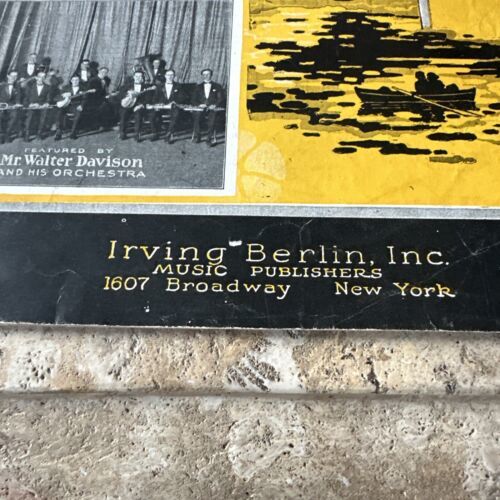 FEATURED BY
Mr. Walter Davison
AND HIS ORCHESTRA
Irving Berlin, Inc.
MUSIC PUBLISHERS
1607 Broadway New York